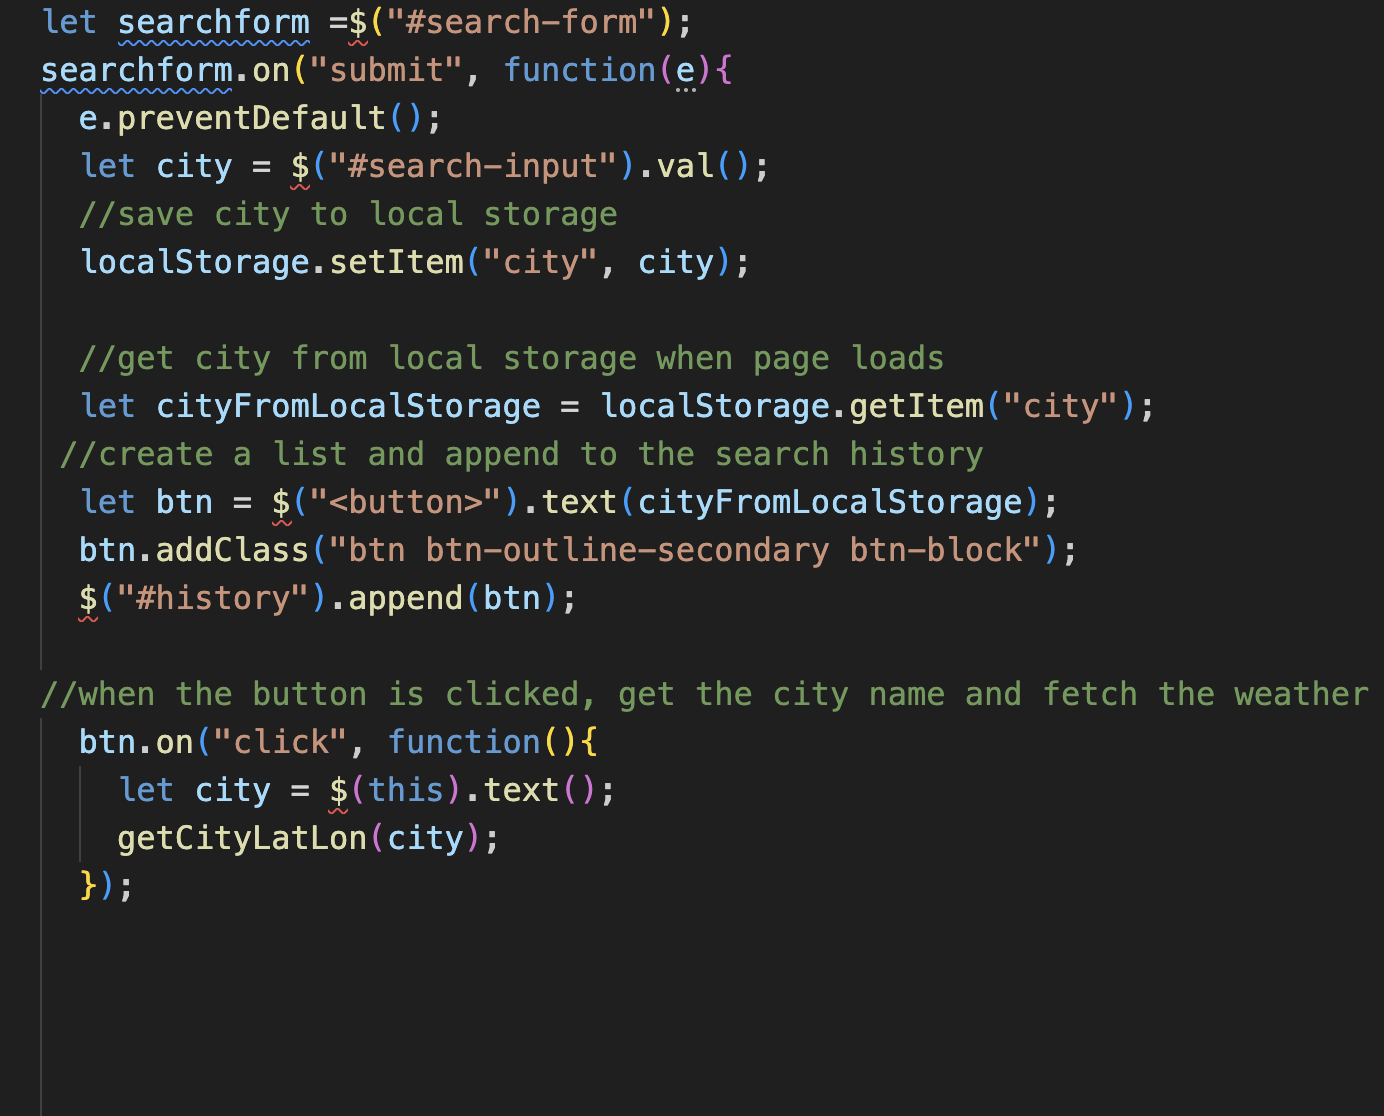 let searchform =$("#search-form");
searchform.on("submit", function(e){
e.preventDefault();
let city = $("#search-input").val();
//save city to local storage
localStorage.setItem("city", city);
//get city from local storage when page loads
let cityFromLocalStorage = localStorage.getItem("city");
//create a list and append to the search history
let btn = $("<button>").text(cityFromLocalStorage);
btn.addClass("btn btn-outline-secondary btn-block");
$("#history").append(btn);
//when the button is clicked, get the city name and fetch the weather
btn.on("click", function(){
let city = $(this).text();
getCityLatLon(city);
});